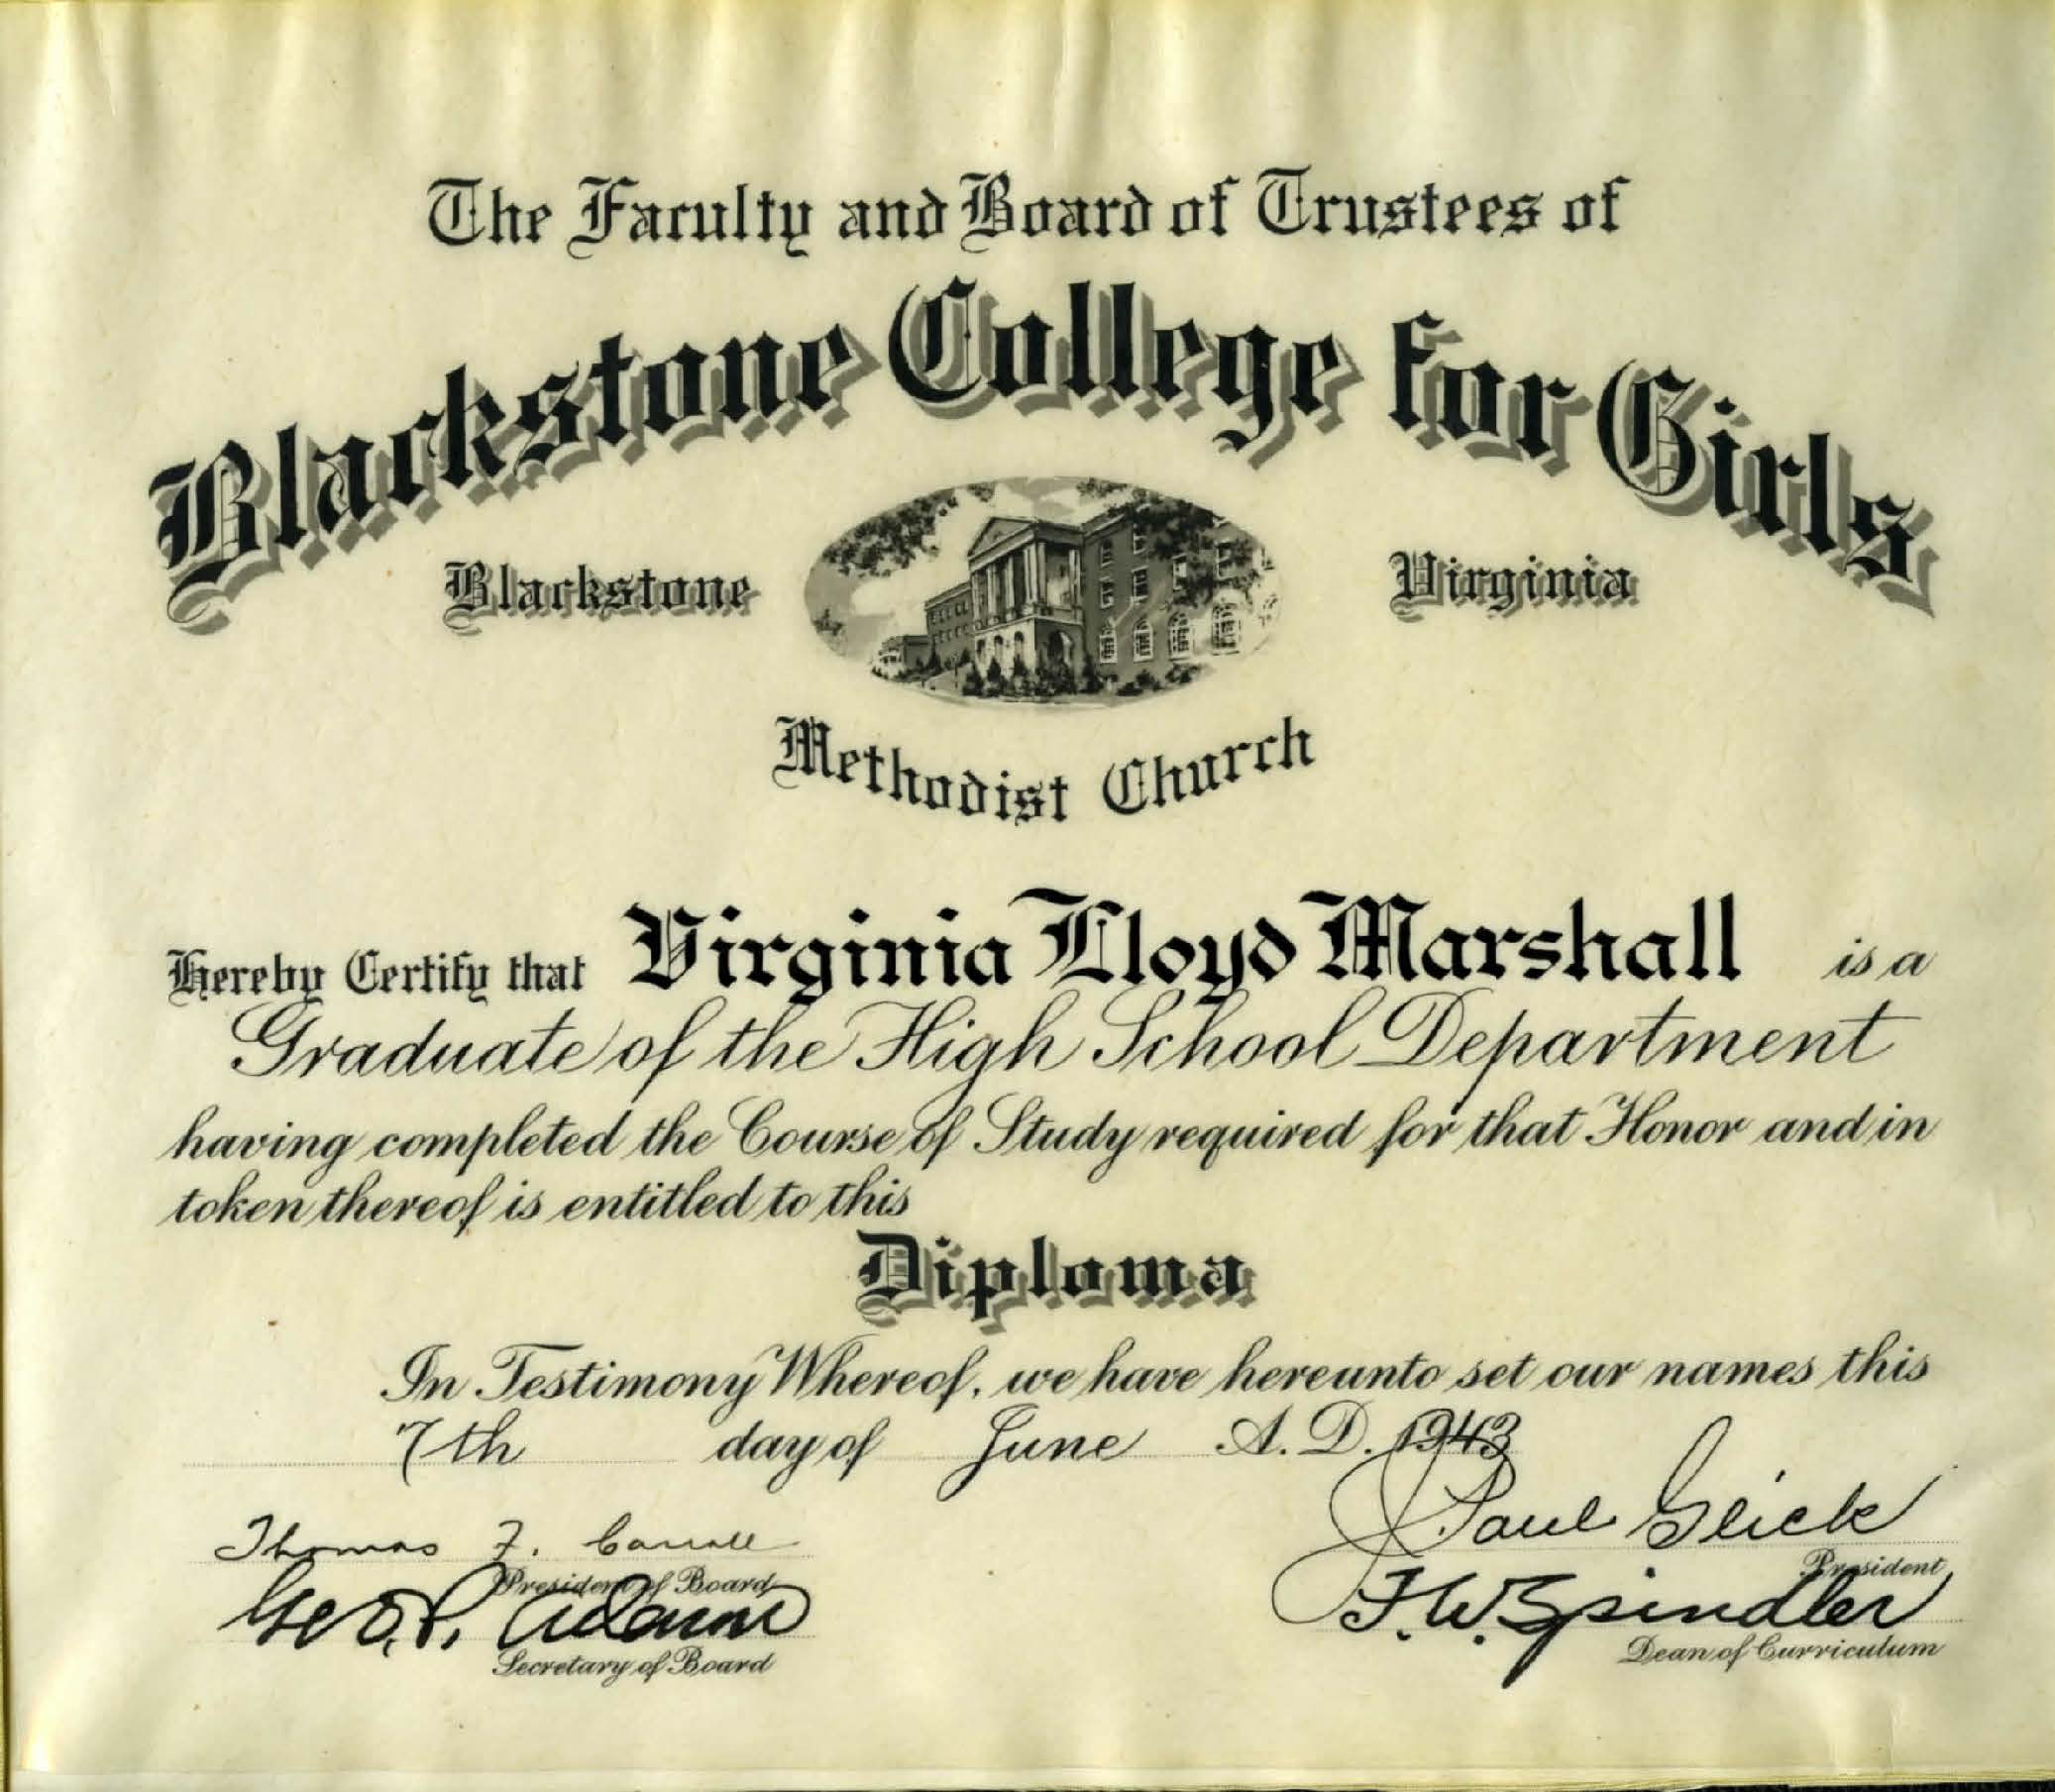 The Faculty and Board of Trustees of
Blackstone College for Girls
Blackstone Virginia
Methodist Church
Hereby Certify that Virginia Lloyd Marshall is a
Graduate of the High School Department
having completed the Course of Study required for that Honor and in
token thereof is entitled to this
Diploma
In Testimony Whereof, we have hereunto set our names this
7th day of June A.D. 1943
Thomas F. Carroll
President of Board
Geo. P. Adams
Secretary of Board
J Paul Glick
President
F.W. Spindler
Dean of Curriculum